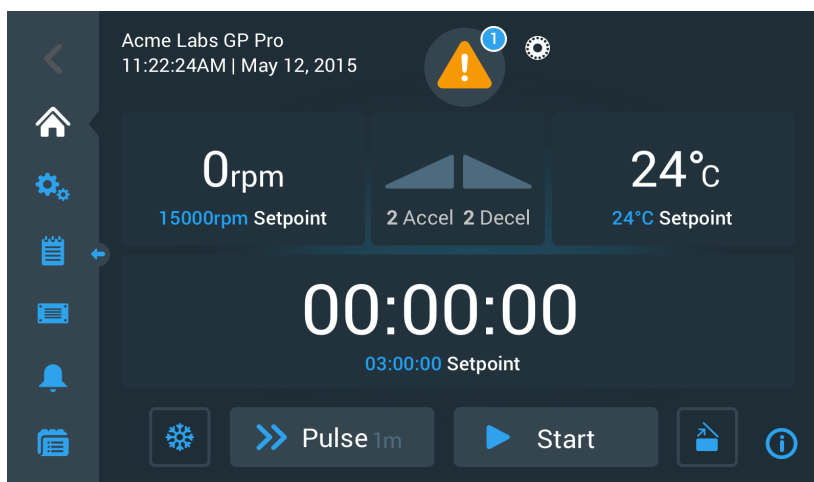 Acme Labs GP Pro
11:22:24AM | May 12, 2015
1
0rpm
15000rpm Setpoint
2 Accel 2 Decel
24°C
24°C Setpoint
00:00:00
03:00:00 Setpoint
Pulse 1m
Start